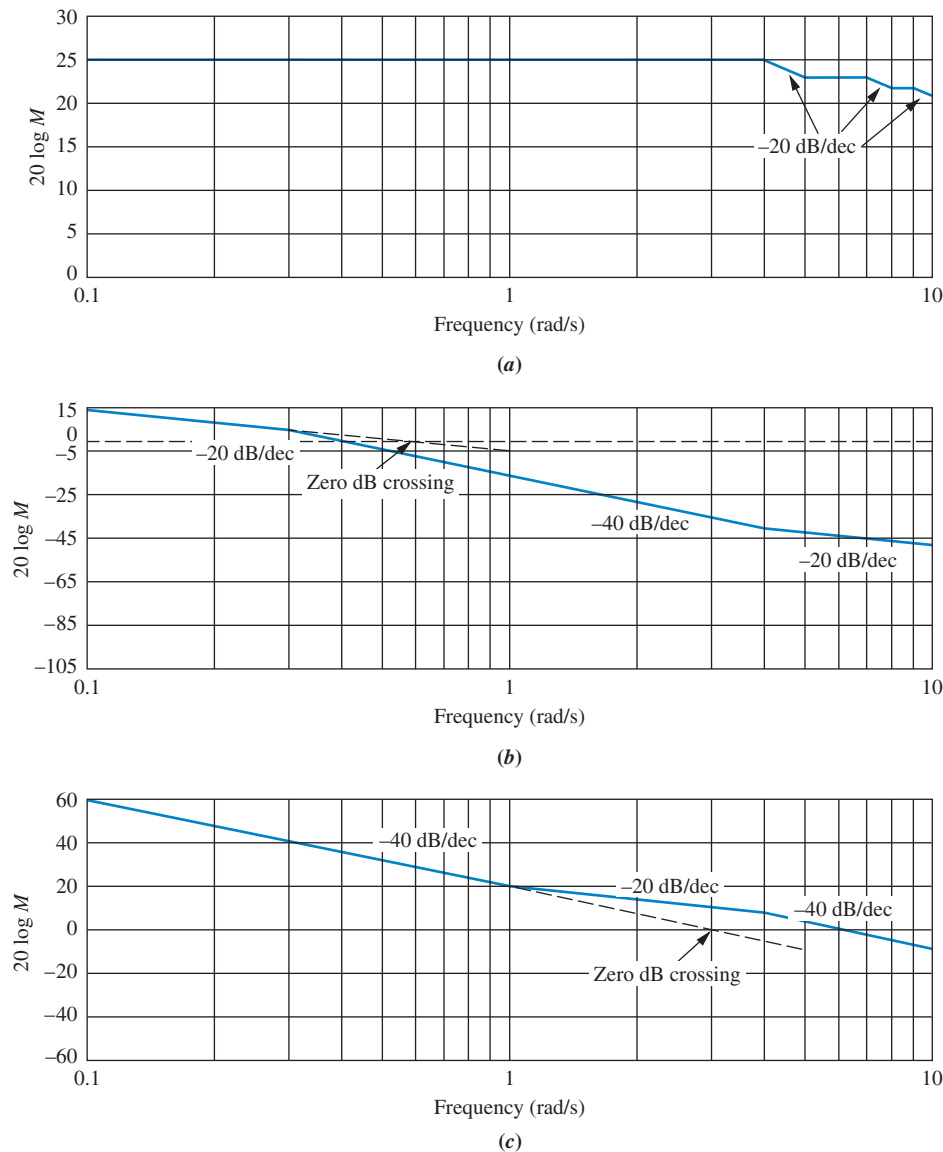 30
25
20
15
10
5
0
20 log M
–20 dB/dec
0.1
1
10
Frequency (rad/s)
(a)
15
0
–5
–25
–45
–65
–85
–105
20 log M
–20 dB/dec
Zero dB crossing
–40 dB/dec
–20 dB/dec
0.1
1
10
Frequency (rad/s)
(b)
60
40
20
0
–20
–40
–60
20 log M
–40 dB/dec
–20 dB/dec
–40 dB/dec
Zero dB crossing
0.1
1
10
Frequency (rad/s)
(c)